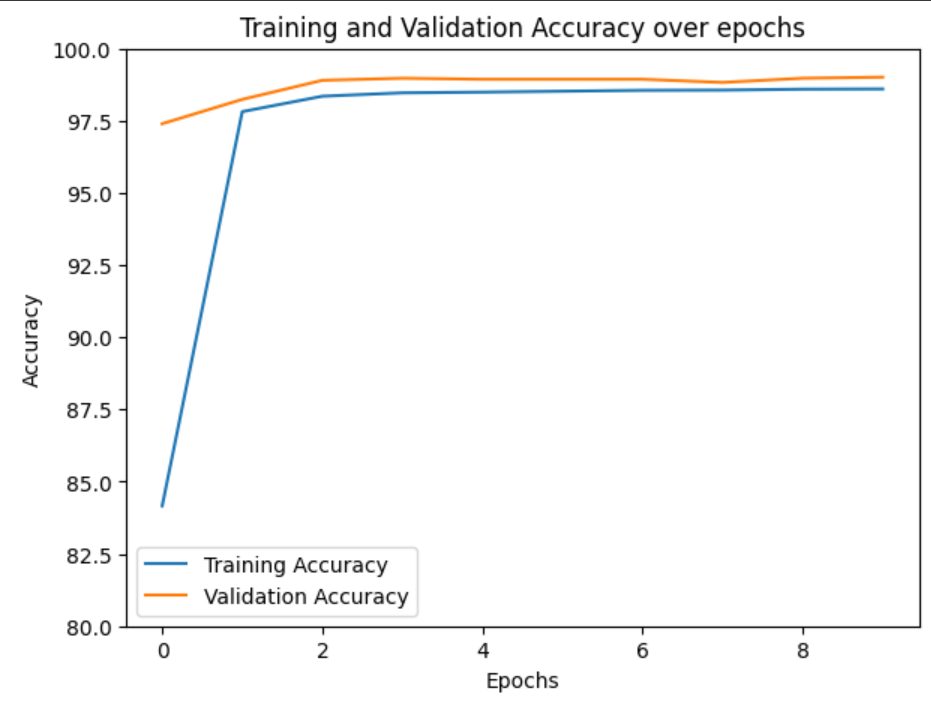 Training and Validation Accuracy over epochs
100.0
97.5
95.0
92.5
90.0
87.5
85.0
82.5
80.0
Accuracy
Training Accuracy
Validation Accuracy
0 2 4 6 8
Epochs